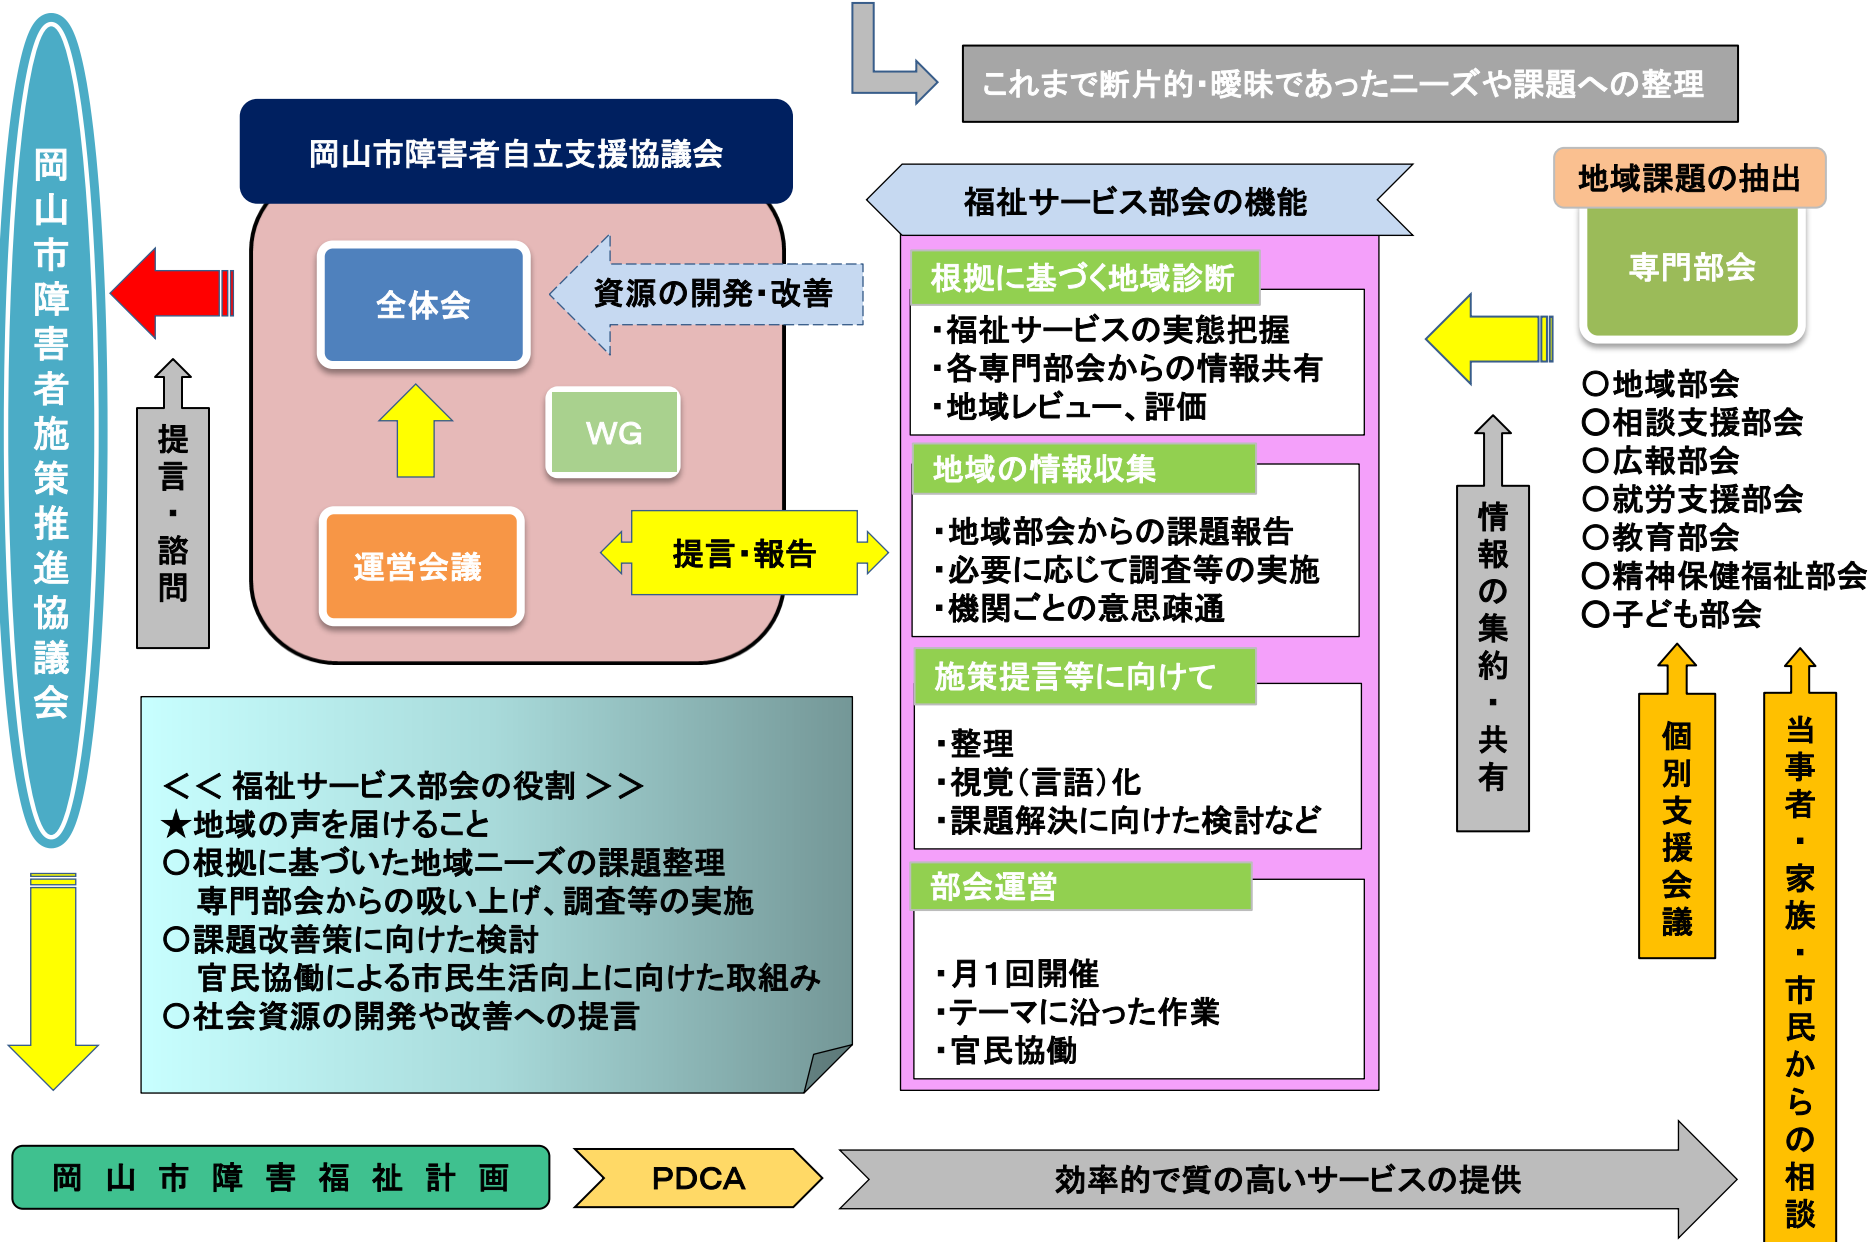 これまで断片的・曖昧であったニーズや課題への整理
岡山市障害者施策推進協議会
岡山市障害者自立支援協議会
全体会
資源の開発・改善
WG
運営会議
提言・報告
提言・諮問
福祉サービス部会の機能
根拠に基づく地域診断
・福祉サービスの実態把握
・各専門部会からの情報共有
・地域レビュー、評価
地域の情報収集
・地域部会からの課題報告
・必要に応じて調査等の実施
・機関ごとの意思疎通
施策提言等に向けて
・整理
・視覚(言語)化
・課題解決に向けた検討など
部会運営
・月1回開催
・テーマに沿った作業
・官民協働
地域課題の抽出
専門部会
〇地域部会
〇相談支援部会
〇広報部会
〇就労支援部会
〇教育部会
〇精神保健福祉部会
〇子ども部会
情報の集約・共有
個別支援会議
当事者・家族・市民からの相談
<< 福祉サービス部会の役割 >>
★地域の声を届けること
〇根拠に基づいた地域ニーズの課題整理
専門部会からの吸い上げ、調査等の実施
〇課題改善策に向けた検討
官民協働による市民生活向上に向けた取組み
〇社会資源の開発や改善への提言
岡山市障害福祉計画
PDCA
効率的で質の高いサービスの提供